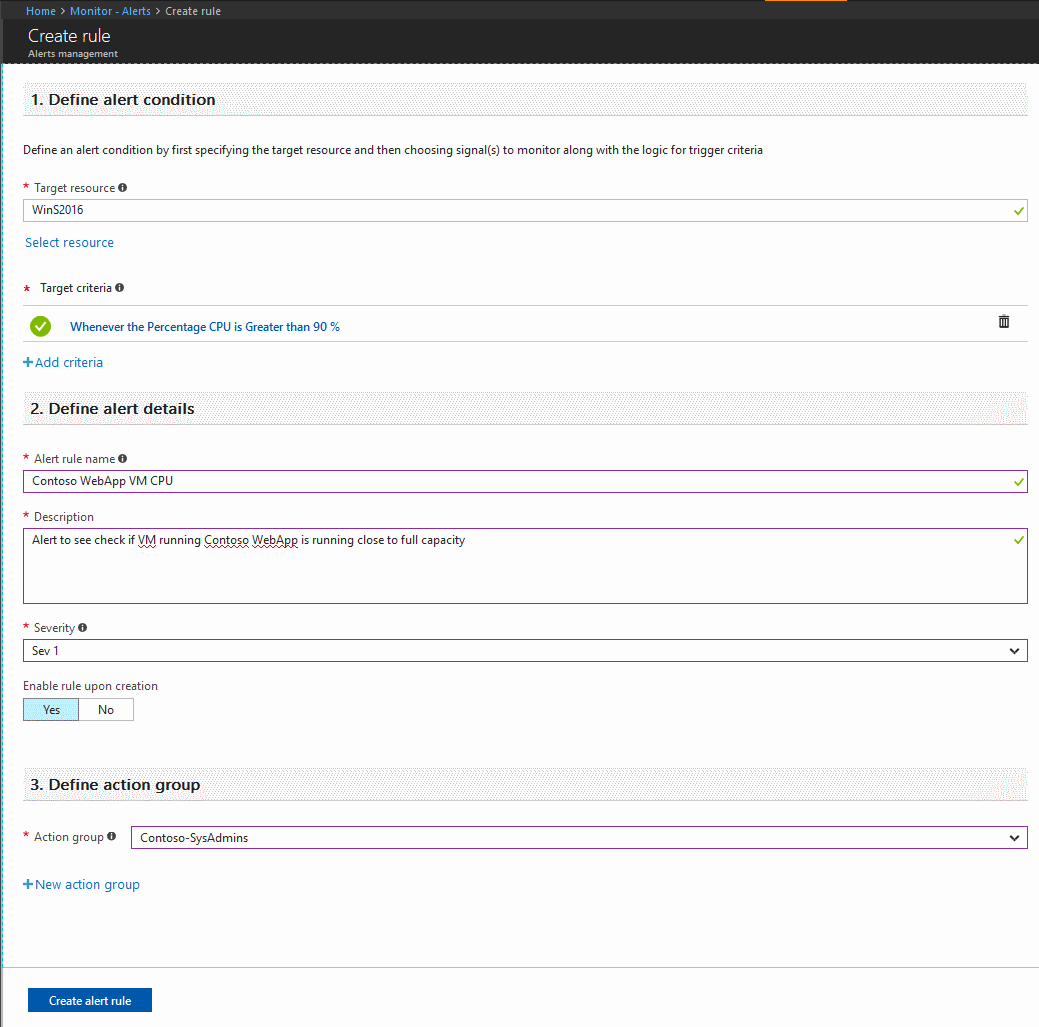 Home > Monitor - Alerts > Create rule
Create rule
Alerts management
1. Define alert condition
Define an alert condition by first specifying the target resource and then choosing signal(s) to monitor along with the logic for trigger criteria
* Target resource
WinS2016
Select resource
* Target criteria
Whenever the Percentage CPU is Greater than 90 %
+Add criteria
2. Define alert details
* Alert rule name
Contoso WebApp VM CPU
* Description
Alert to see check if VM running Contoso WebApp is running close to full capacity
* Severity
Sev 1
Enable rule upon creation
Yes No
3. Define action group
* Action group Contoso-SysAdmins
+New action group
Create alert rule